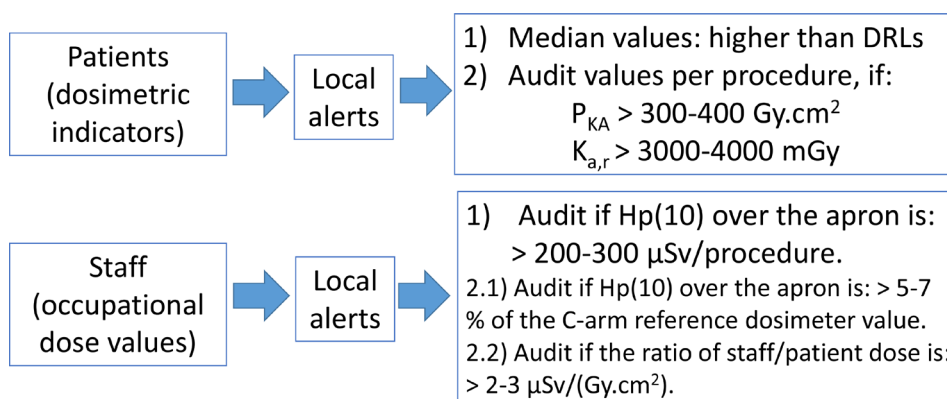 Patients
(dosimetric
indicators)
Local
alerts
1) Median values: higher than DRLs
2) Audit values per procedure, if:
P_KA > 300-400 Gy.cm²
K_a,r > 3000-4000 mGy
Staff
(occupational
dose values)
Local
alerts
1) Audit if Hp(10) over the apron is:
> 200-300 µSv/procedure.
2.1) Audit if Hp(10) over the apron is: > 5-7
% of the C-arm reference dosimeter value.
2.2) Audit if the ratio of staff/patient dose is:
> 2-3 µSv/(Gy.cm²).